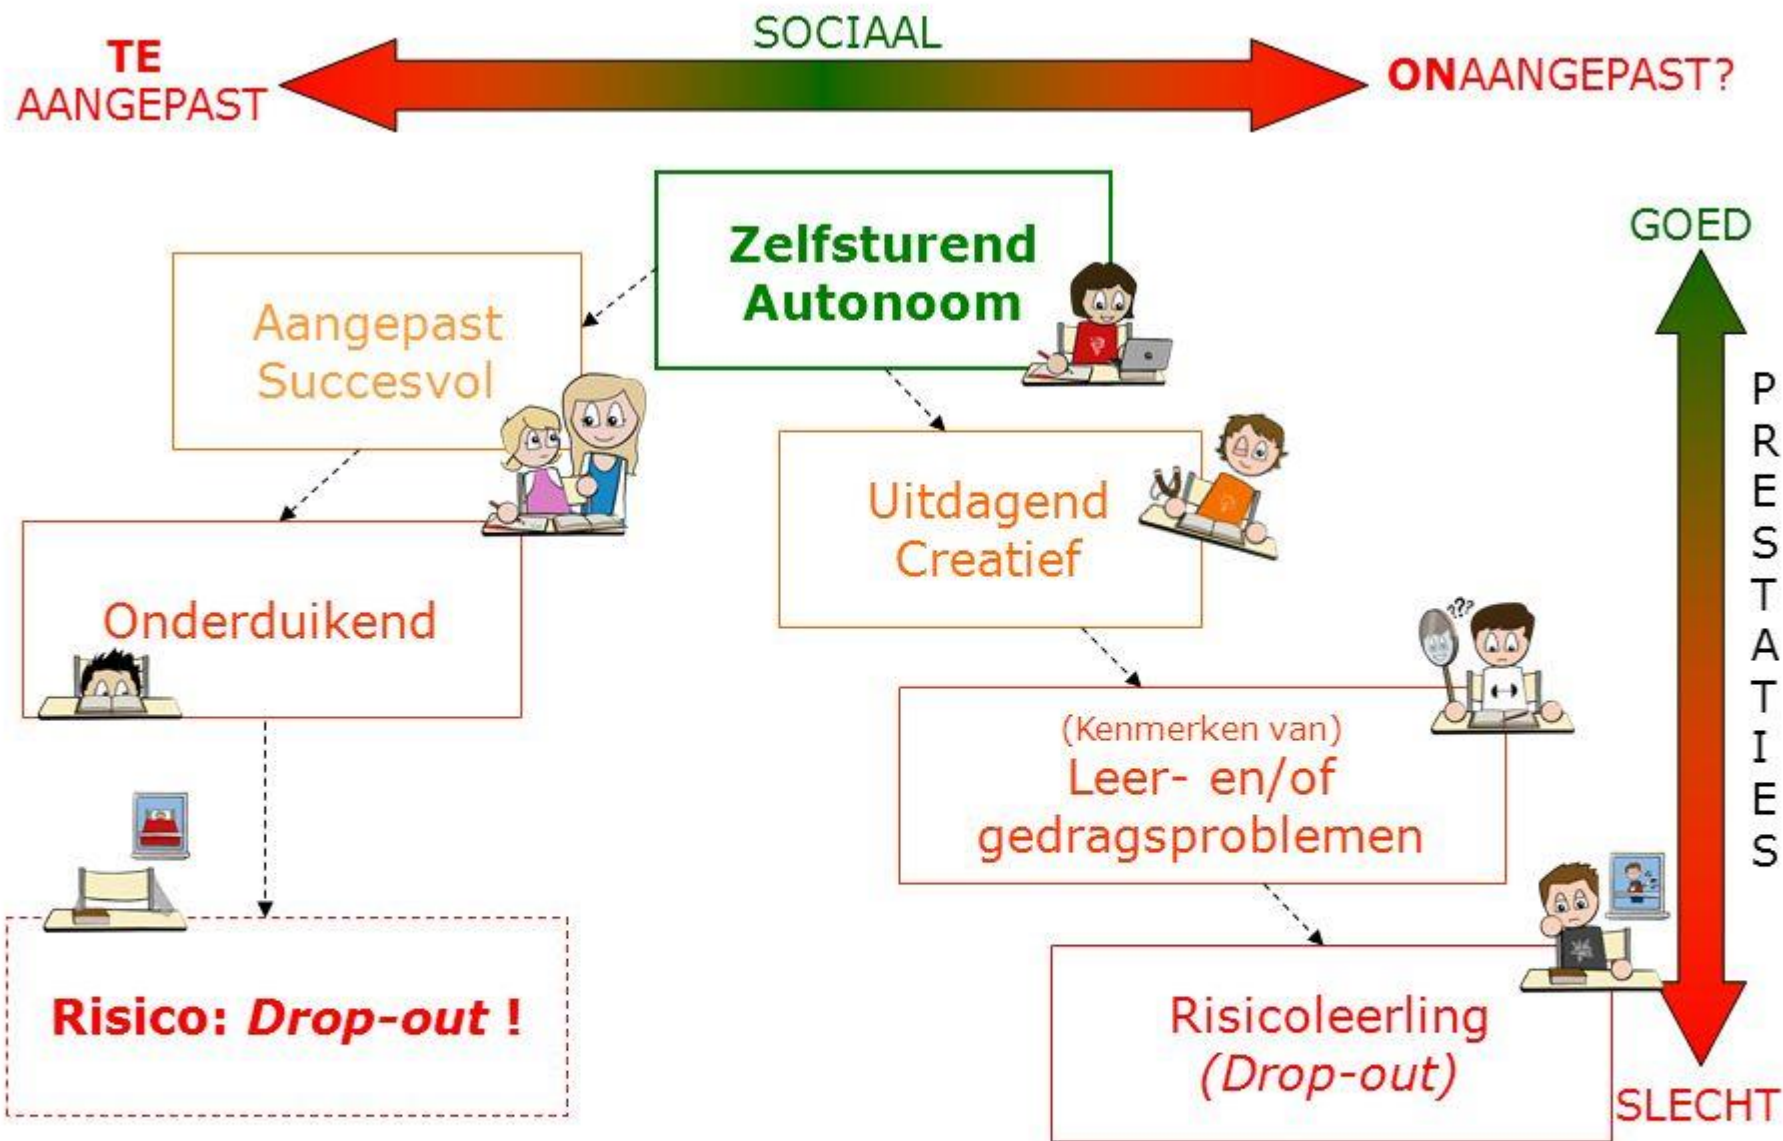 SOCIAAL
TE
AANGEPAST
ONAANGEPAST?
Zelfsturend
Autonoom
GOED
Aangepast
Succesvol
Uitdagend
Creatief
PRESTATIES
Onderduikend
???
(Kenmerken van)
Leer- en/of
gedragsproblemen
Risico: Drop-out !
Risicoleerling
(Drop-out)
SLECHT